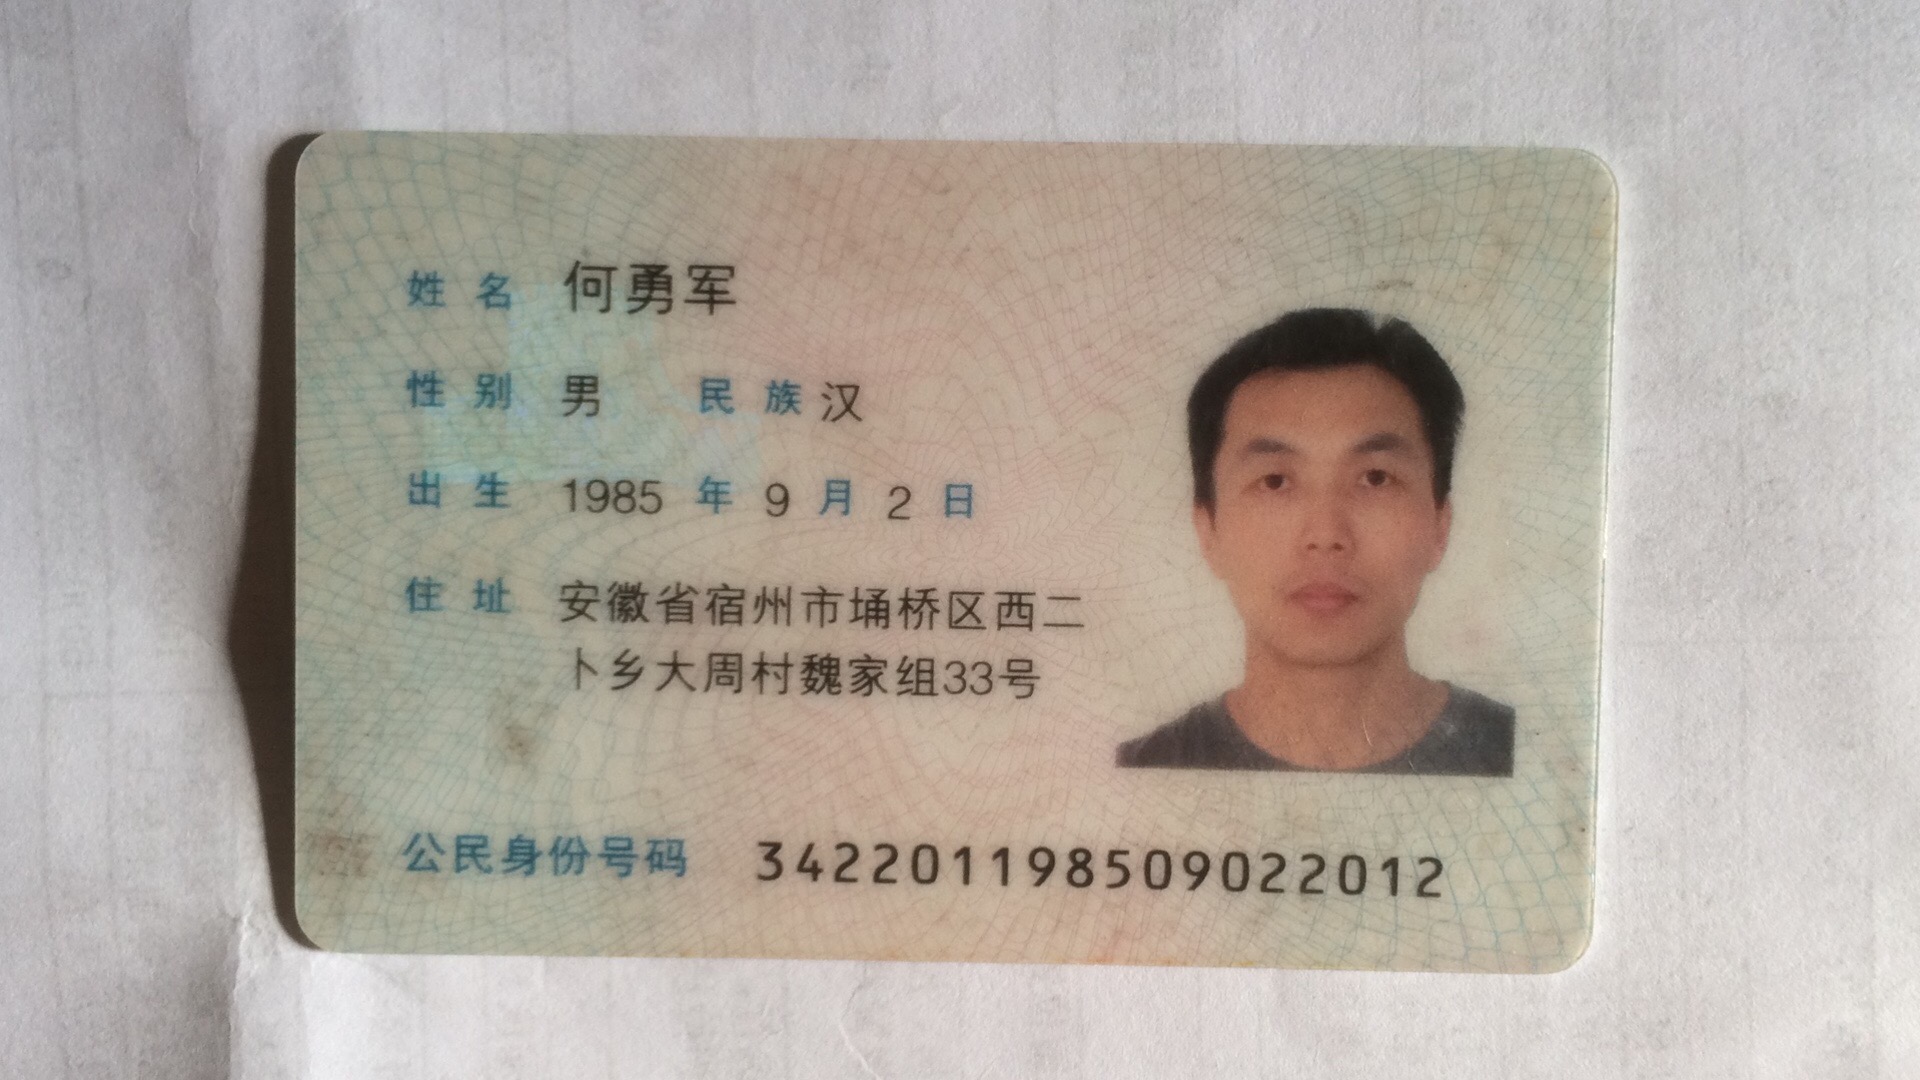 姓名 何勇军
性别 男 民族 汉
出生 1985 年 9 月 2 日
住址 安徽省宿州市埇桥区西二
卜乡大周村魏家组33号
公民身份号码 342201198509022012